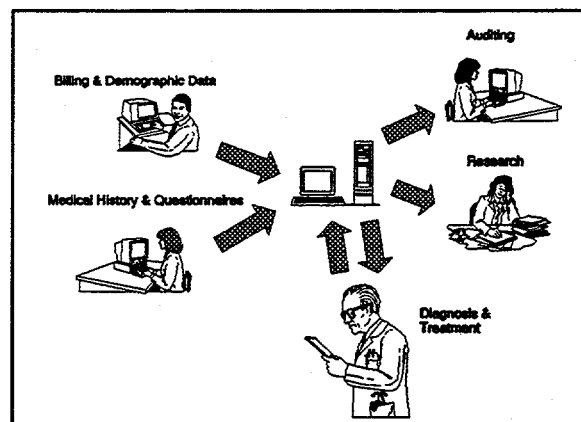 Auditing
Billing & Demographic Data
Research
Medical History & Questionnaires
Diagnosis &
Treatment